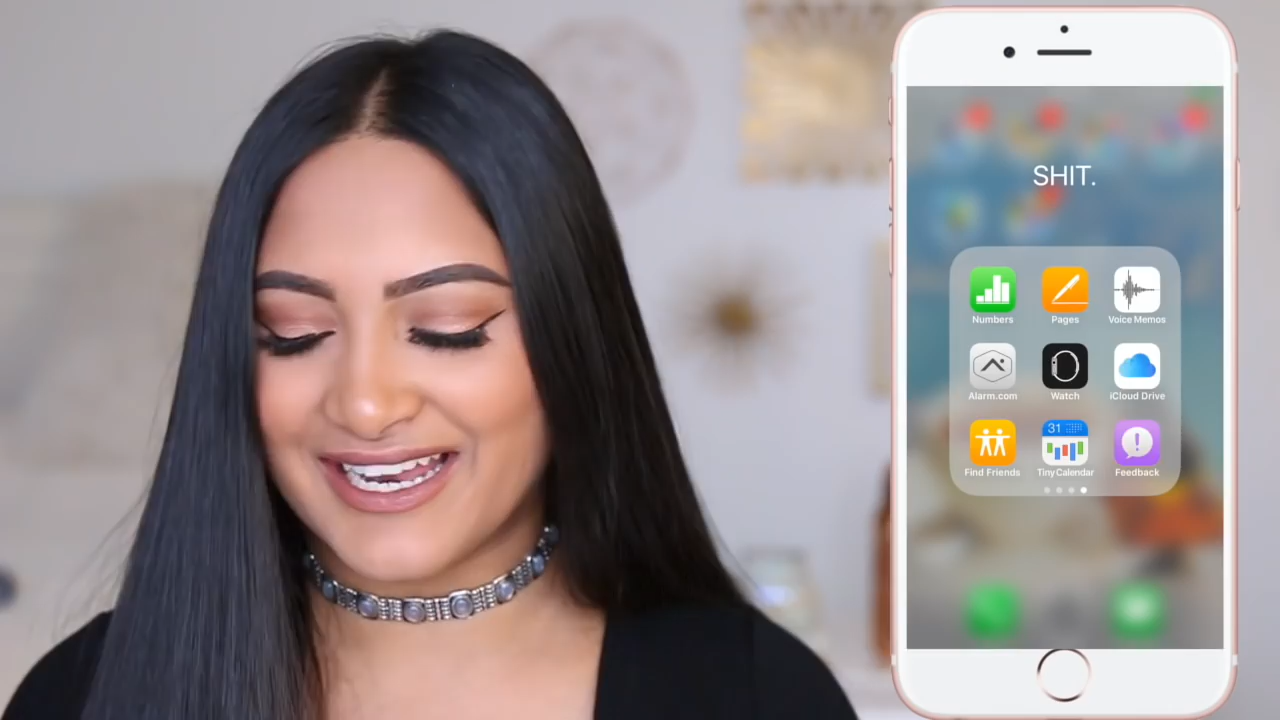 SHIT.
Numbers
Pages
Voice Memos
Alarm.com
Watch
iCloud Drive
Find Friends
31
TinyCalendar
Feedback